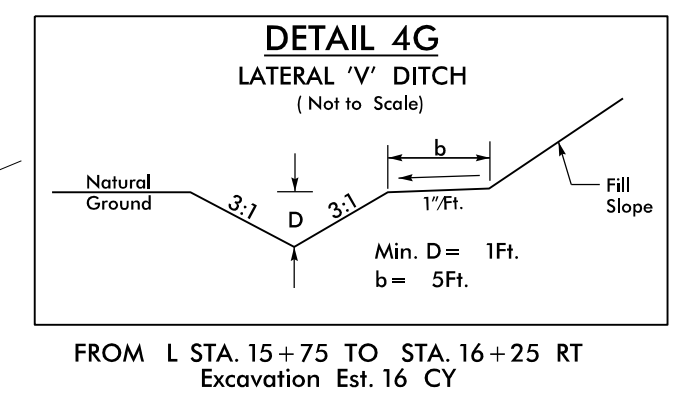 DETAIL 4G
LATERAL 'V' DITCH
( Not to Scale)
b
Natural
Ground
3:1
D
3:1
1"/Ft.
Fill
Slope
Min. D = 1Ft.
b = 5Ft.
FROM L STA. 15+75 TO STA. 16+25 RT
Excavation Est. 16 CY